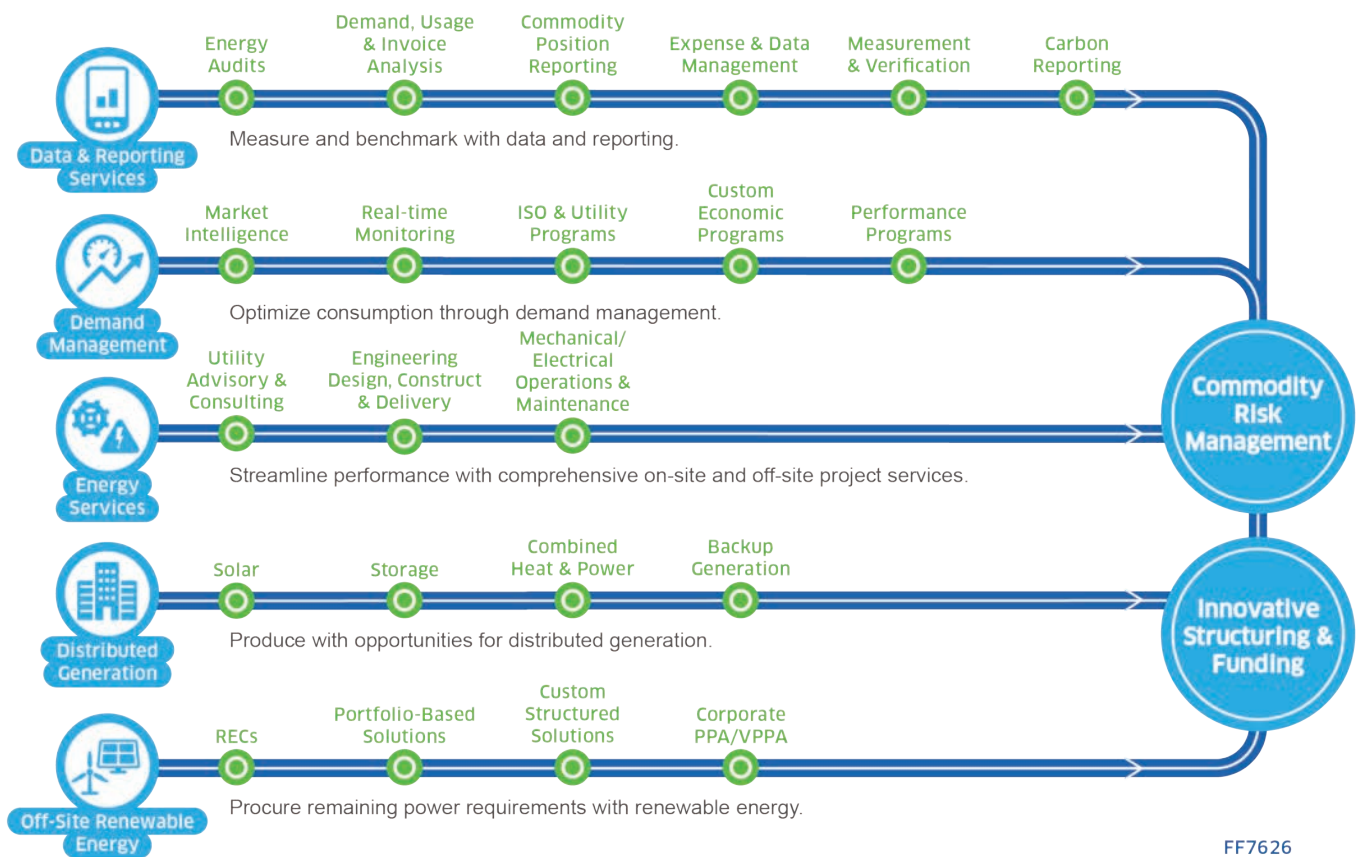 Energy
Audits
Demand, Usage
& Invoice
Analysis
Commodity
Position
Reporting
Expense & Data
Management
Measurement
& Verification
Carbon
Reporting
Data & Reporting
Services
Measure and benchmark with data and reporting.
Market
Intelligence
Real-time
Monitoring
ISO & Utility
Programs
Custom
Economic
Programs
Performance
Programs
Demand
Management
Optimize consumption through demand management.
Utility
Advisory &
Consulting
Engineering
Design, Construct
& Delivery
Mechanical/
Electrical
Operations &
Maintenance
Energy
Services
Streamline performance with comprehensive on-site and off-site project services.
Commodity
Risk
Management
Solar
Storage
Combined
Heat & Power
Backup
Generation
Distributed
Generation
Produce with opportunities for distributed generation.
Innovative
Structuring &
Funding
RECs
Portfolio-Based
Solutions
Custom
Structured
Solutions
Corporate
PPA/VPPA
Off-Site Renewable
Energy
Procure remaining power requirements with renewable energy.
FF7626